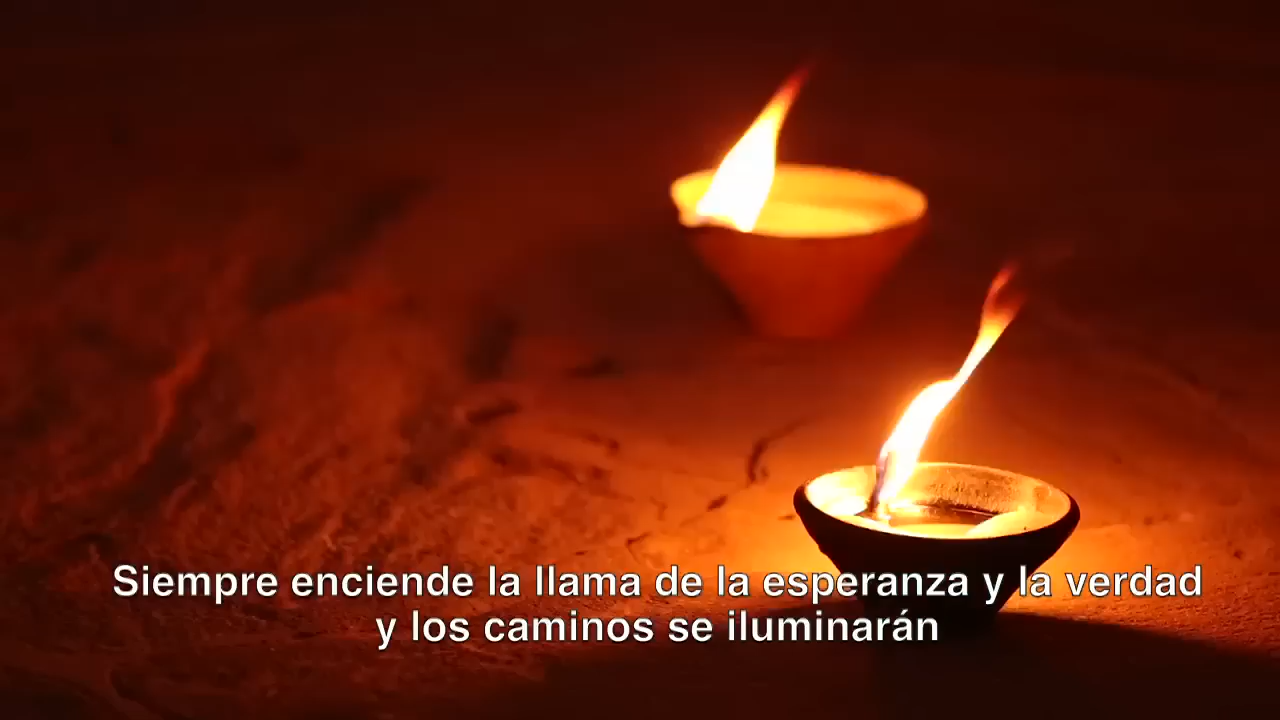 Siempre enciende la llama de la esperanza y la verdad
y los caminos se iluminarán